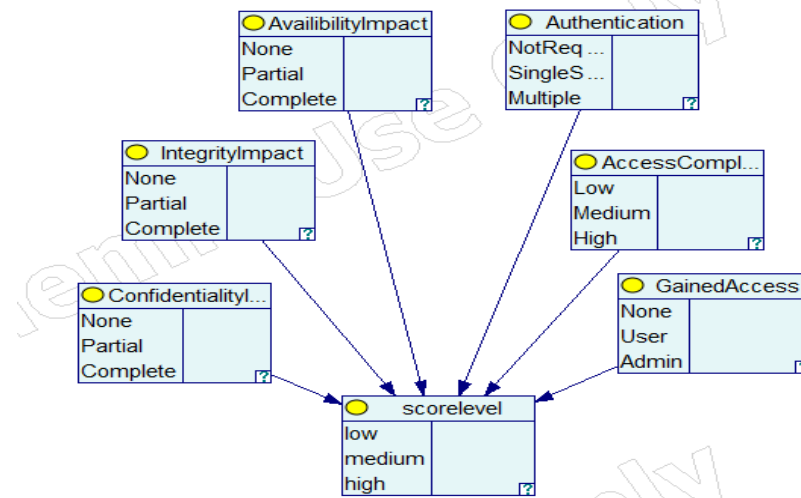 AvailibilityImpact
None
Partial
Complete
?
Authentication
NotReq ...
SingleS ...
Multiple
?
IntegrityImpact
None
Partial
Complete
?
AccessCompl...
Low
Medium
High
?
ConfidentialityI...
None
Partial
Complete
?
GainedAccess
None
User
Admin
scorelevel
low
medium
high
?
Use